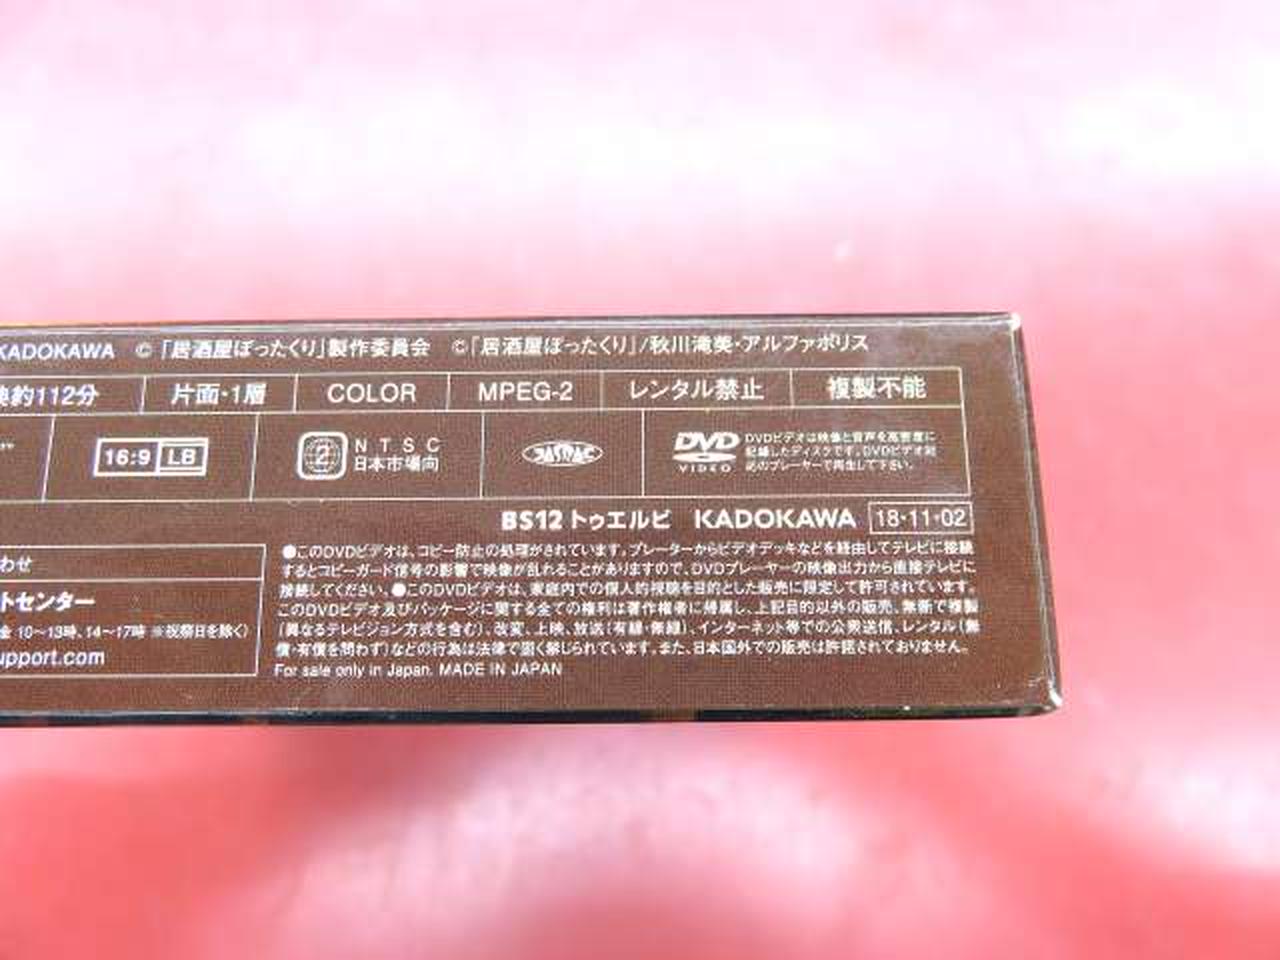 KADOKAWA ©「居酒屋ぼったくり」製作委員会 ©「居酒屋ぼったくり」/秋川滝美・アルファポリス
約112分 片面・1層 COLOR MPEG-2 レンタル禁止 複製不能
16:9 LB 2 NTSC 日本市場向 JASRAC DVD VIDEO
DVDビデオは映像と音声を高密度に
記録したディスクです。DVDビデオ対
応のプレーヤーで再生して下さい。
BS12 トゥエルビ KADOKAWA 18・11・02
わせ
トセンター
10〜13時、14〜17時 ※祝祭日を除く)
upport.com
●このDVDビデオは、コピー防止の処理がされています。プレーヤーからビデオデッキなどを経由してテレビに接続
するとコピーガード信号の影響で映像が乱れることがありますので、DVDプレーヤーの映像出力から直接テレビに
接続してください。●このDVDビデオは、家庭内での個人的視聴を目的とした販売に限定して許可されています。
このDVDビデオ及びパッケージに関する全ての権利は著作権者に帰属し、上記目的以外の販売、無断で複製
(異なるテレビジョン方式を含む)、改変、上映、放送(有線・無線)、インターネット等での公衆送信、レンタル(無
償・有償を問わず)などの行為は法律で固く禁じられています。また、日本国外での販売は許諾されておりません。
For sale only in Japan. MADE IN JAPAN